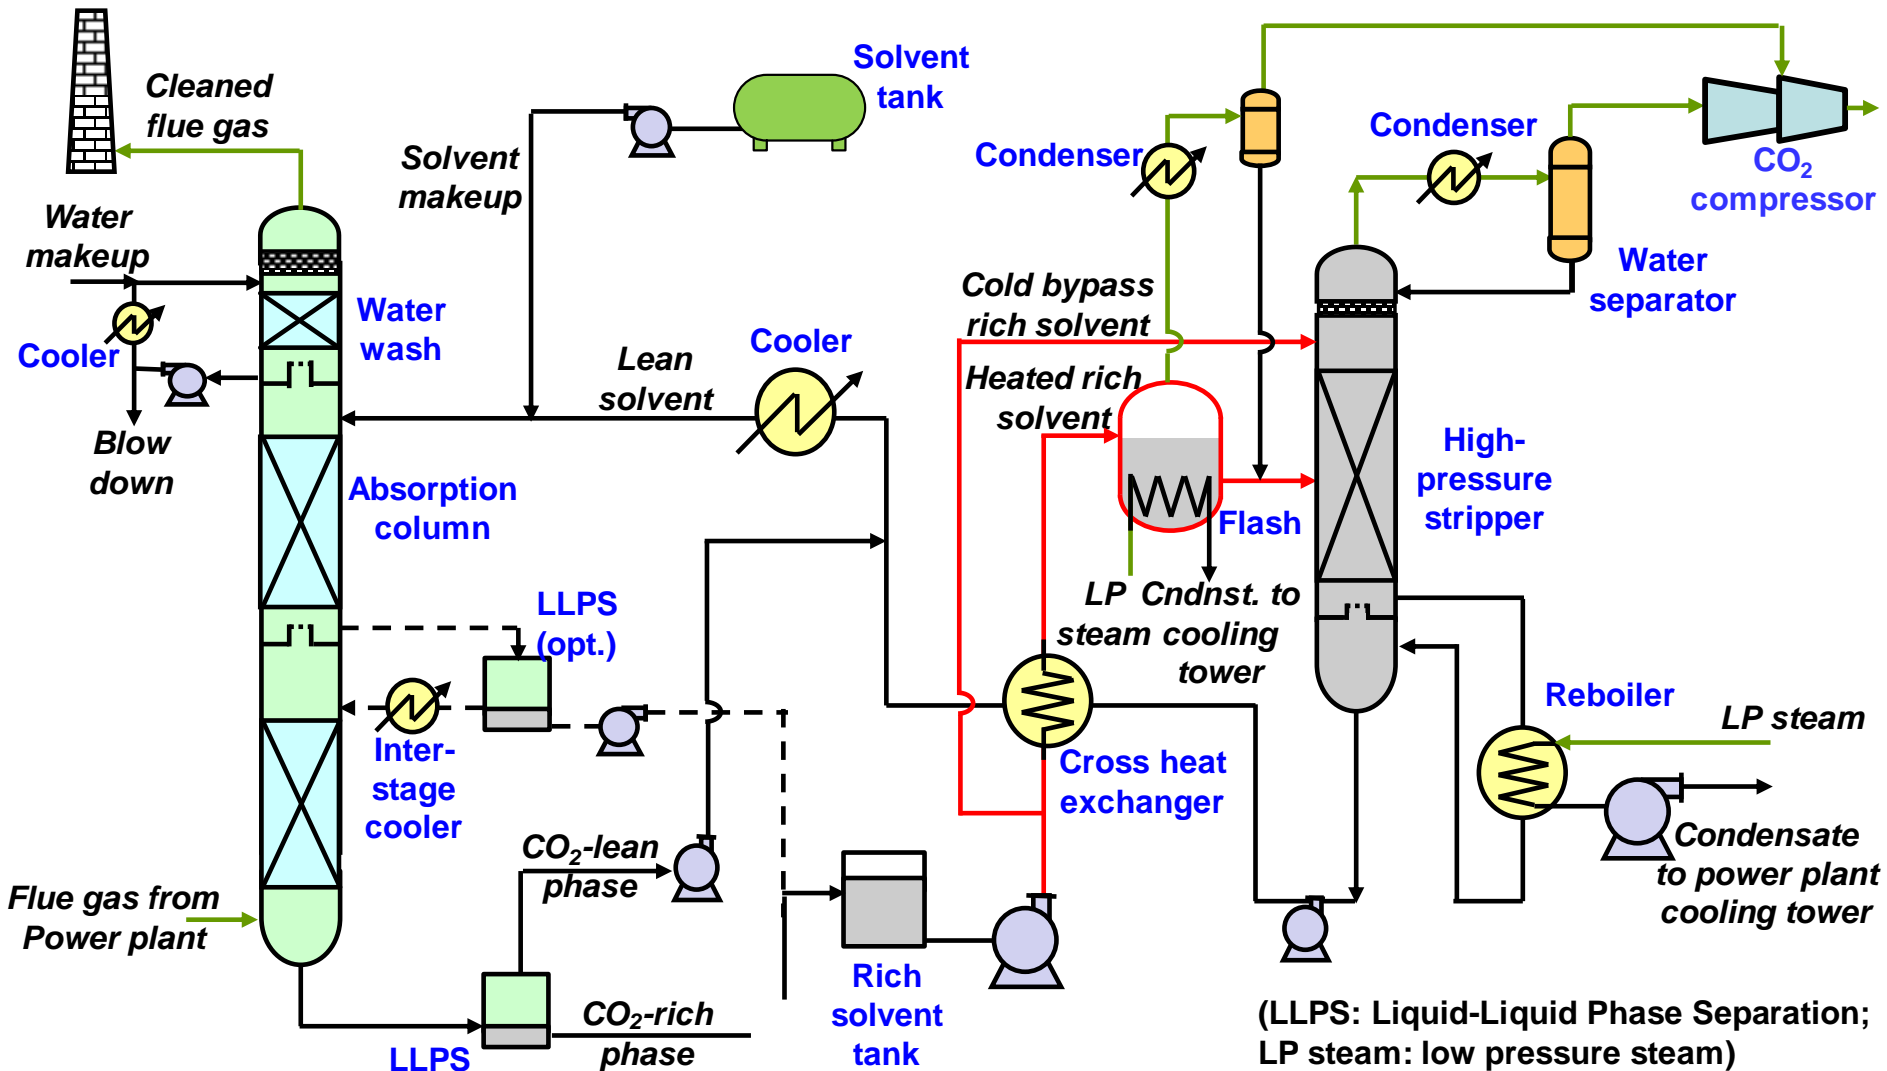 Cleaned
flue gas
Solvent
tank
Solvent
makeup
Condenser
Condenser
CO₂
compressor
Water
makeup
Water
separator
Cold bypass
rich solvent
Water
wash
Cooler
Cooler
Lean
solvent
Heated rich
solvent
Blow
down
High-
pressure
stripper
Absorption
column
Flash
LLPS
(opt.)
LP
steam
Cndnst. to
cooling
tower
Reboiler
LP steam
Inter-
stage
cooler
Cross heat
exchanger
CO₂-lean
phase
Condensate
to power plant
cooling tower
Flue gas from
Power plant
Rich
solvent
tank
CO₂-rich
phase
LLPS
(LLPS: Liquid-Liquid Phase Separation;
LP steam: low pressure steam)